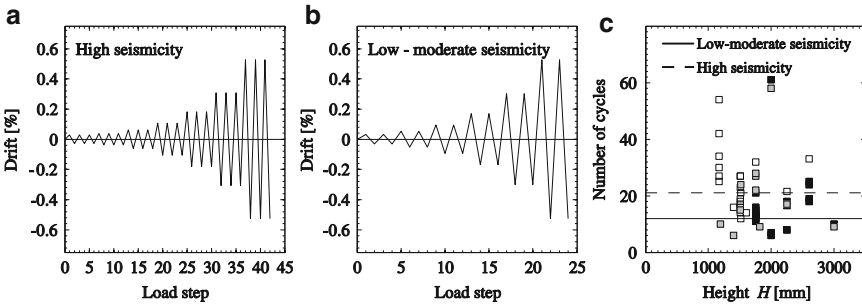 a
High seismicity
Drift [%]
0.6
0.4
0.2
0
-0.2
-0.4
-0.6
0 5 10 15 20 25 30 35 40 45
Load step
b
Low - moderate seismicity
Drift [%]
0.6
0.4
0.2
0
-0.2
-0.4
-0.6
0 5 10 15 20 25
Load step
c
Low-moderate seismicity
High seismicity
Number of cycles
80
60
40
20
0
0 1000 2000 3000
Height H [mm]